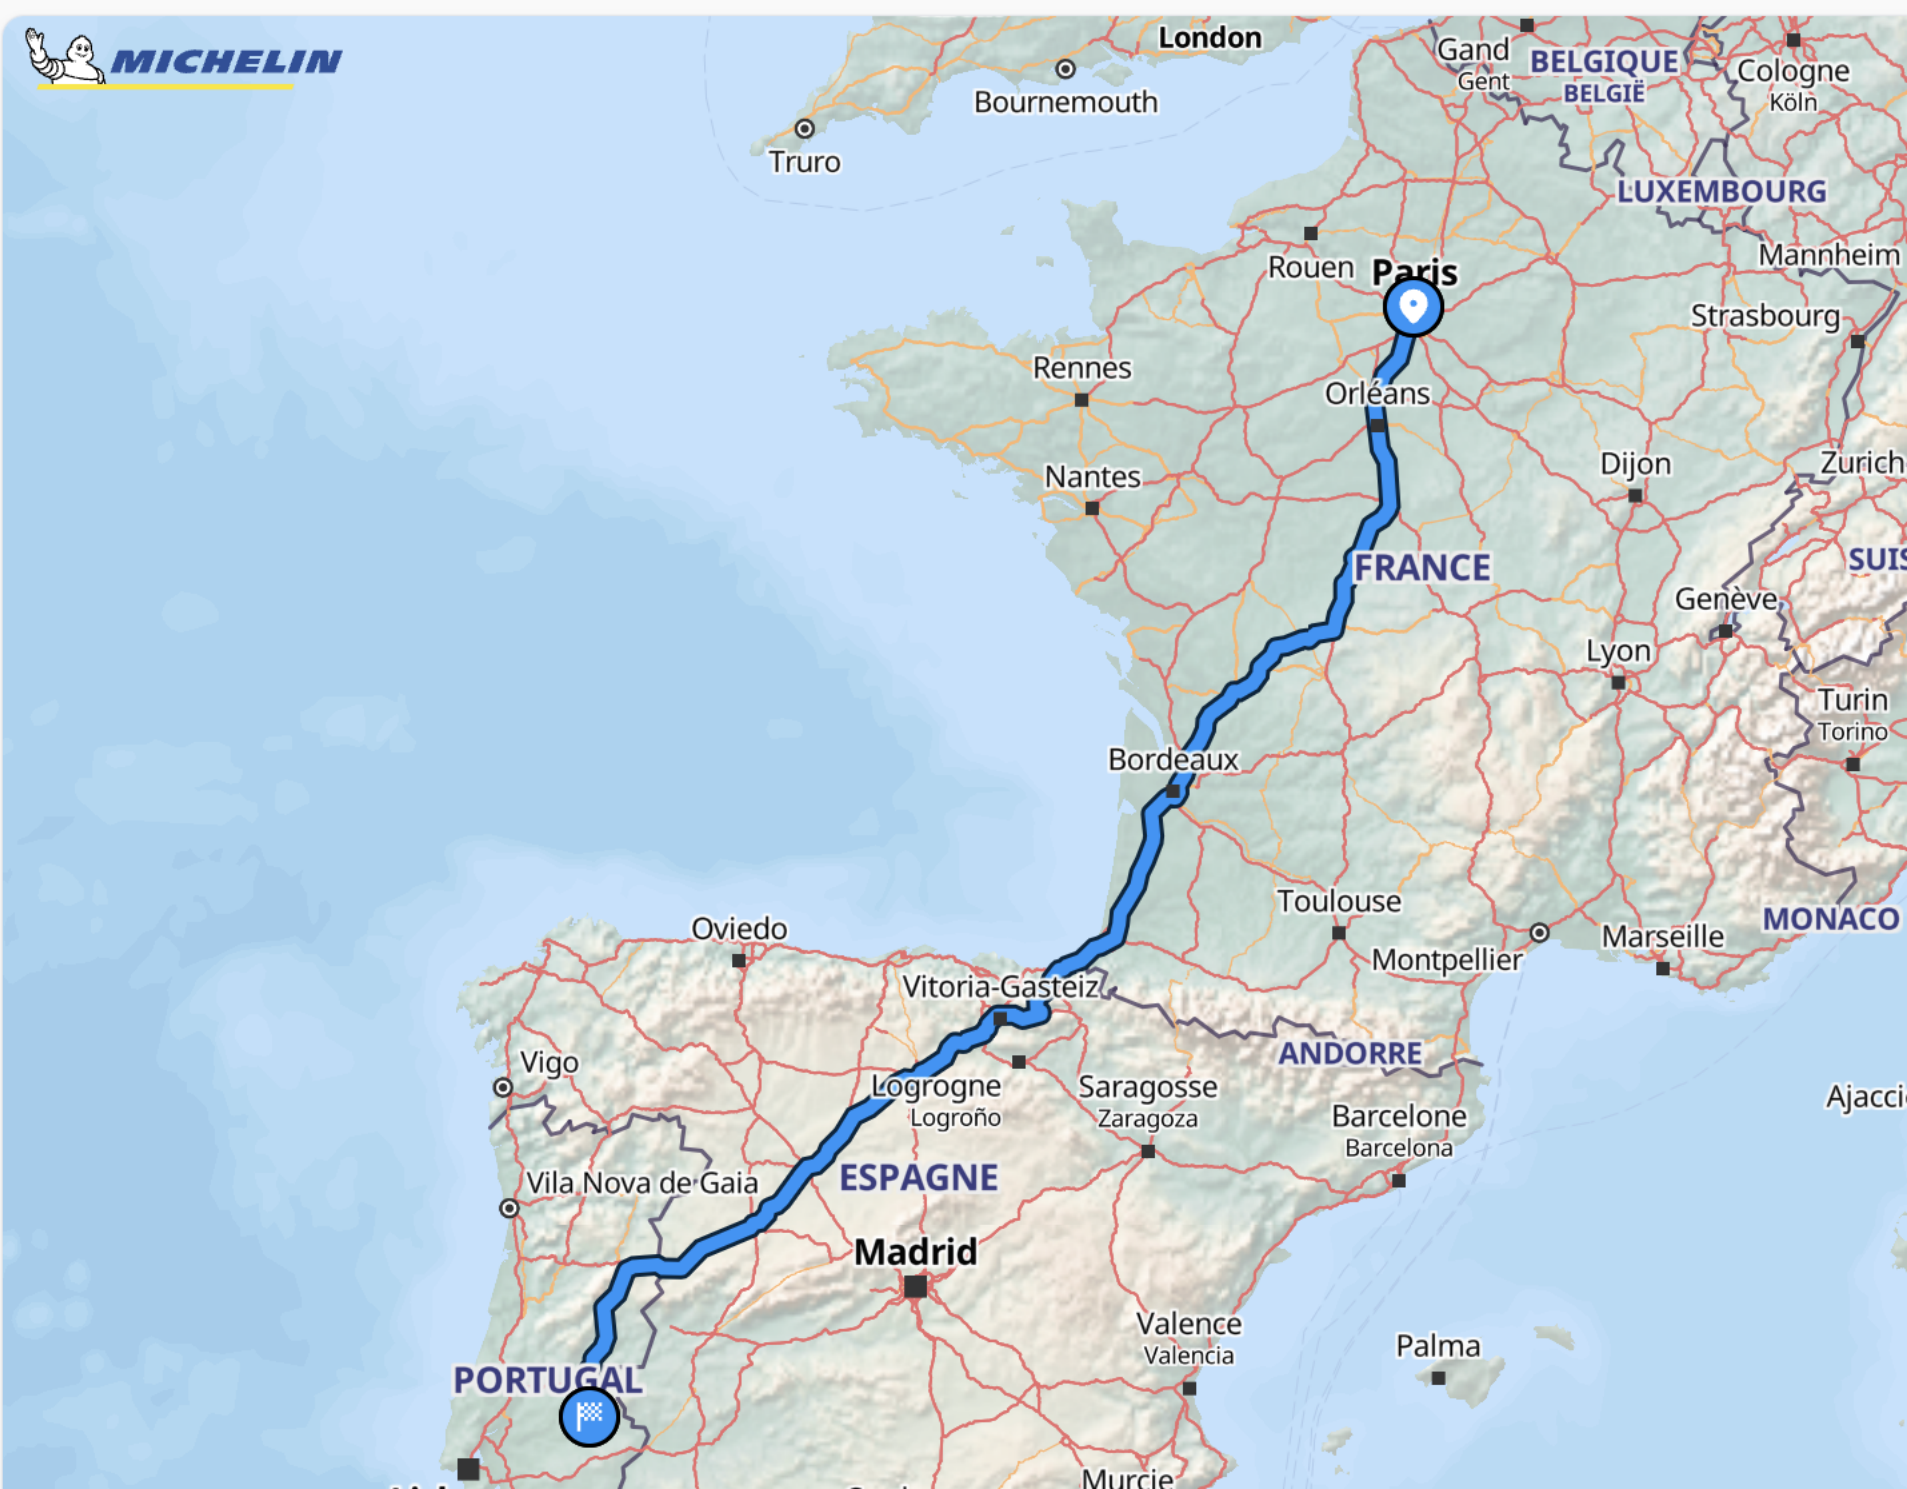 MICHELIN
London
Gand
Gent
BELGIQUE
BELGIË
Cologne
Köln
Bournemouth
Truro
LUXEMBOURG
Mannheim
Rouen
Paris
Strasbourg
Rennes
Orléans
Nantes
Dijon
Zurich
FRANCE
SUIS
Genève
Lyon
Turin
Torino
Bordeaux
Toulouse
Montpellier
Marseille
MONACO
Oviedo
Vitoria-Gasteiz
Vigo
ANDORRE
Logrogne
Logroño
Saragosse
Zaragoza
Barcelone
Barcelona
Ajacci
Vila Nova de Gaia
ESPAGNE
Madrid
Valence
Valencia
Palma
PORTUGAL
Murcie